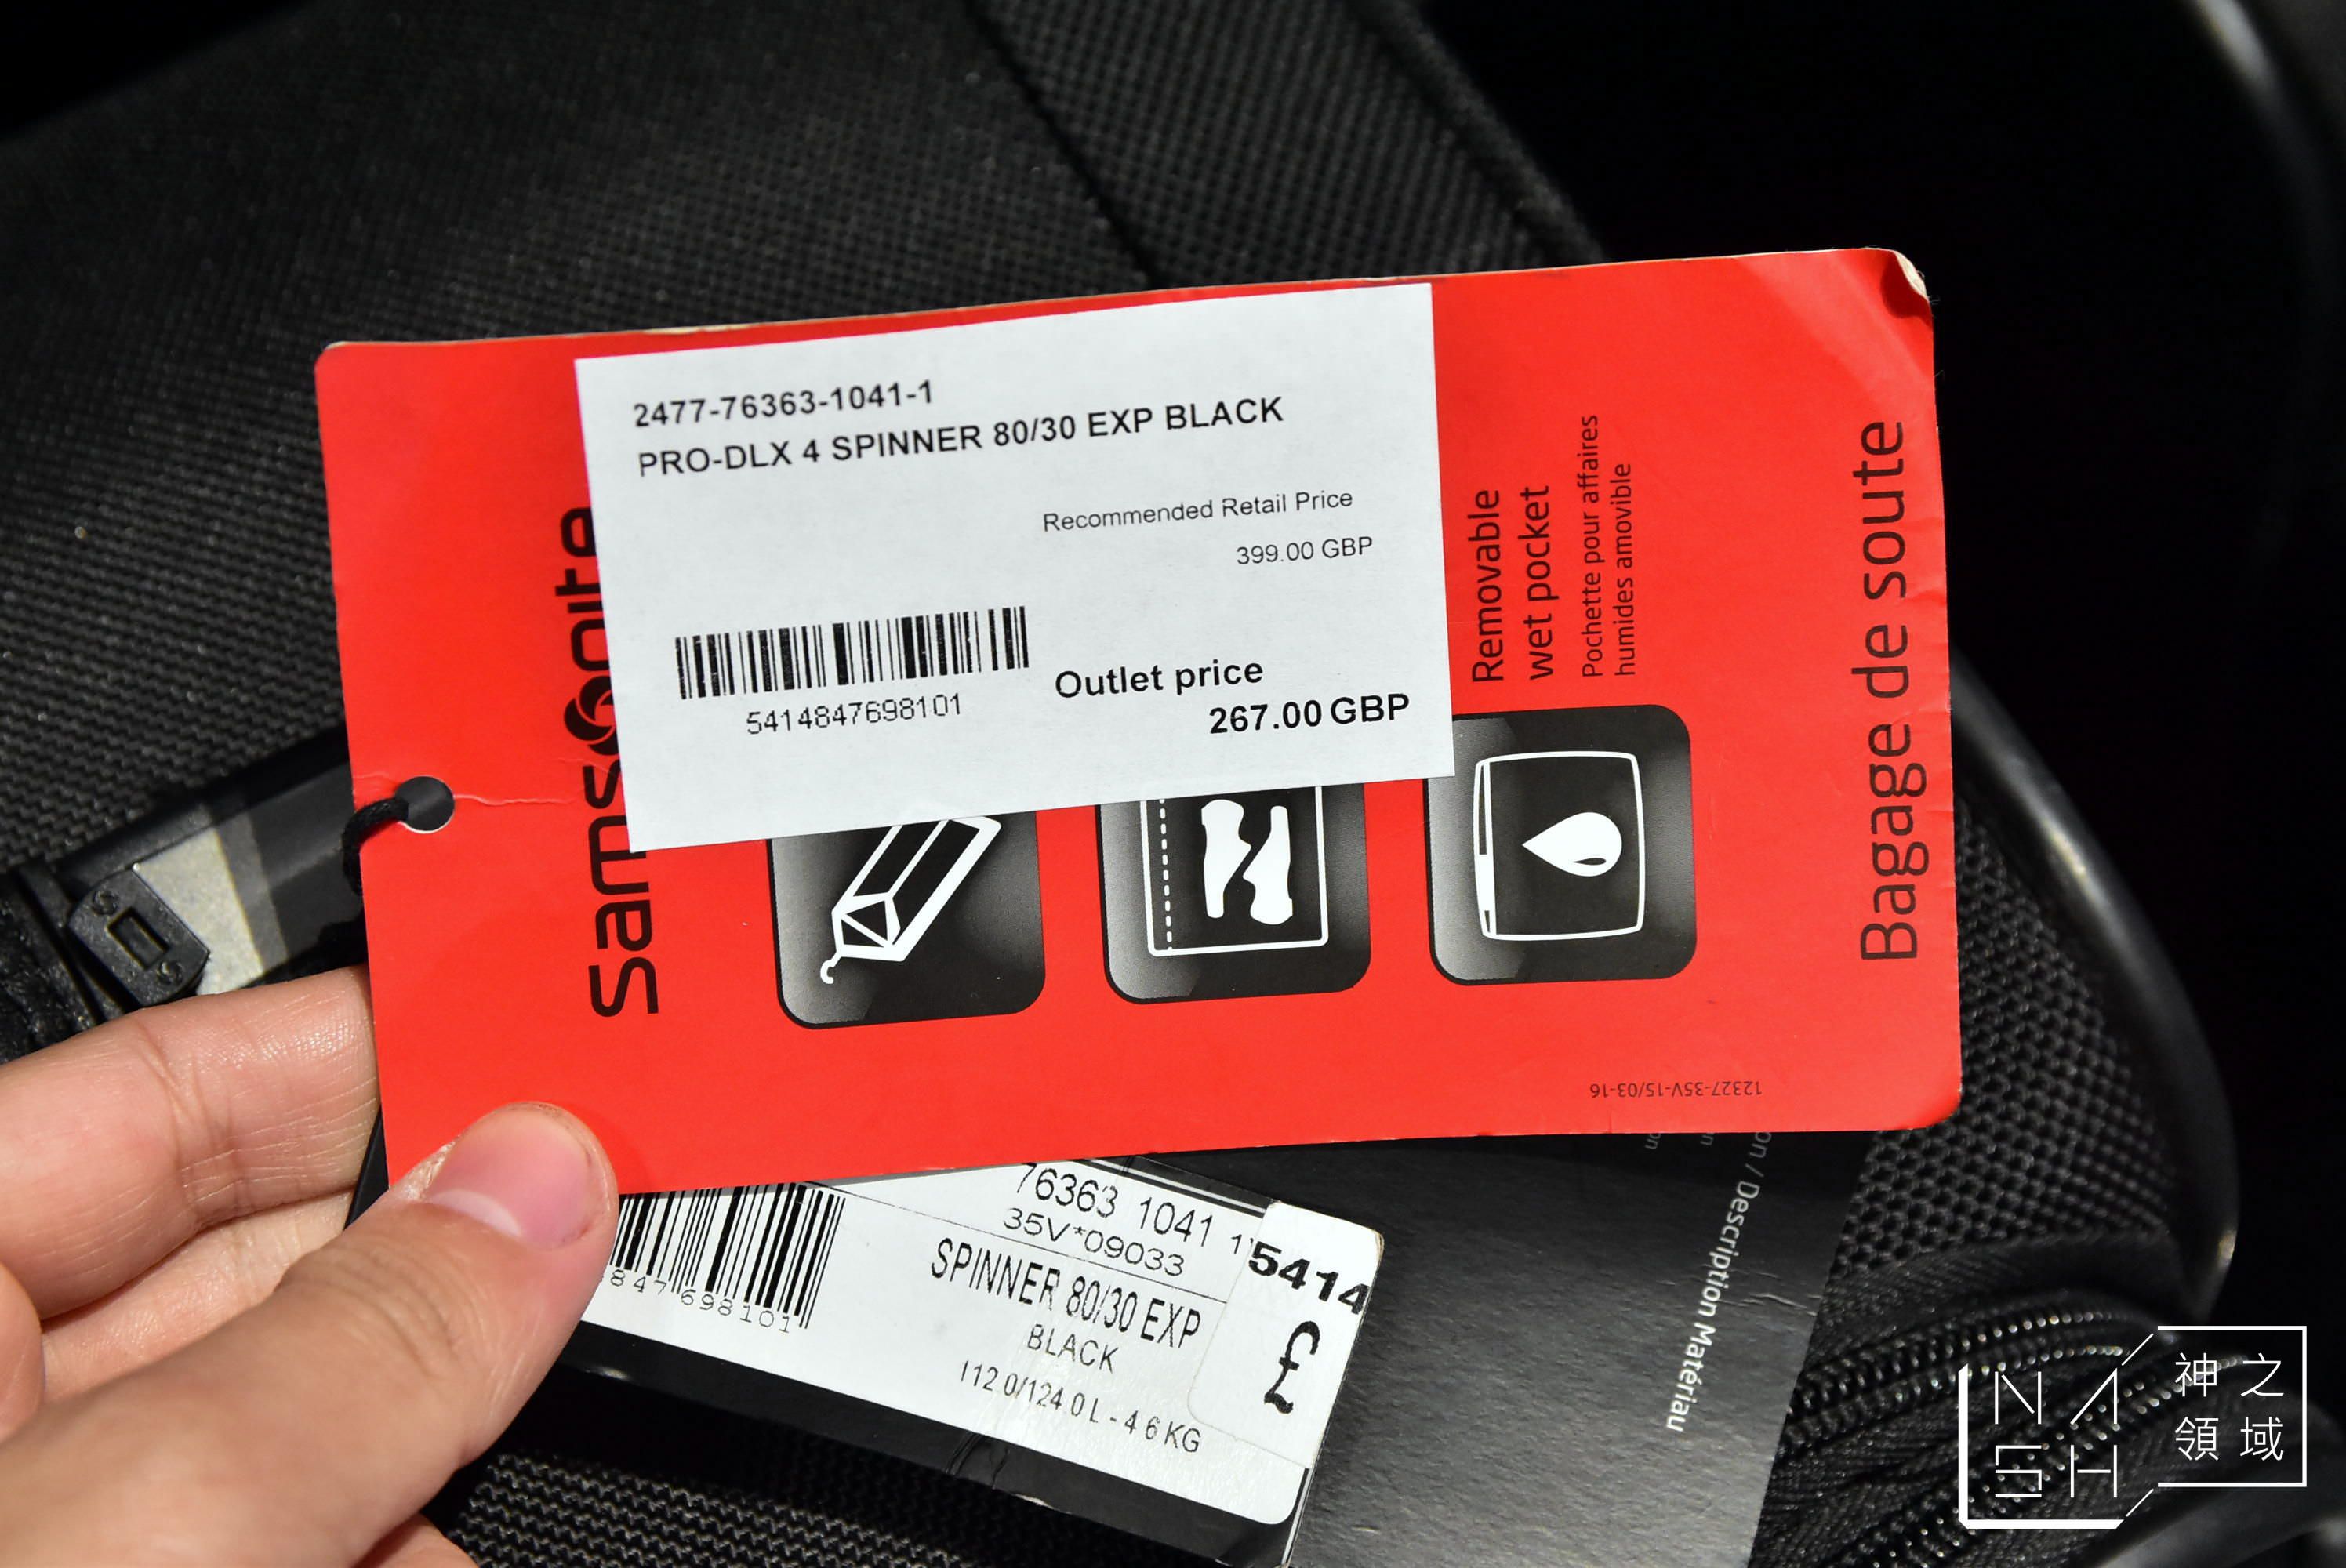 2477-76363-1041-1
PRO-DLX 4 SPINNER 80/30 EXP BLACK
Recommended Retail Price
399.00 GBP
5414847698101
Outlet price
267.00 GBP
Samsonite
Removable
wet pocket
Pochette pour affaires
humides amovible
Bagage de soute
12327-35V-15/03-16
76363 1041
35V*09033
SPINNER 80/30 EXP
BLACK
112.0/124.0 L - 4.6 KG
847 698101
5414
£
/ Description Matériau
NASH
神之
領域